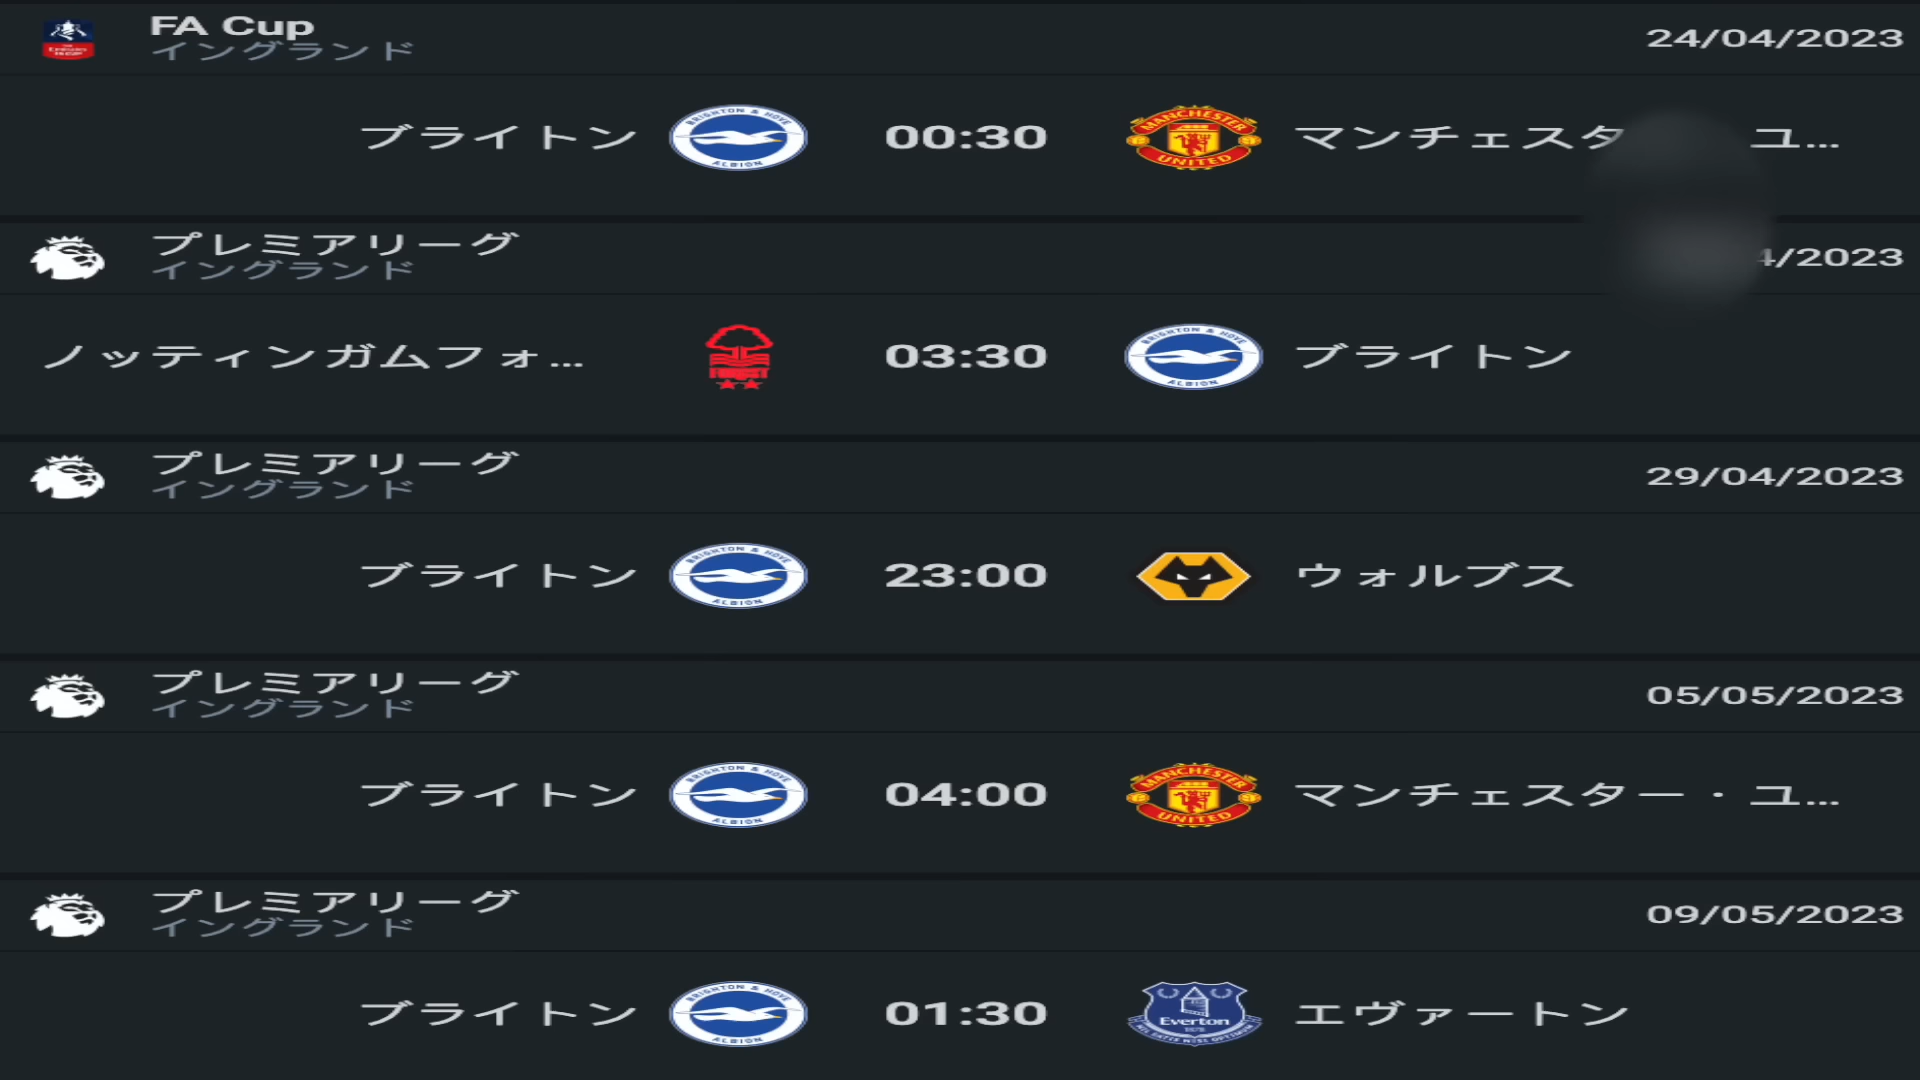 FA Cup
イングランド
24/04/2023
ブライトン
00:30
マンチェスタ
ユ...
プレミアリーグ
イングランド
4/2023
ノッティンガムフォ...
03:30
ブライトン
プレミアリーグ
イングランド
29/04/2023
ブライトン
23:00
ウォルブス
プレミアリーグ
イングランド
05/05/2023
ブライトン
04:00
マンチェスター・ユ...
プレミアリーグ
イングランド
09/05/2023
ブライトン
01:30
エヴァートン